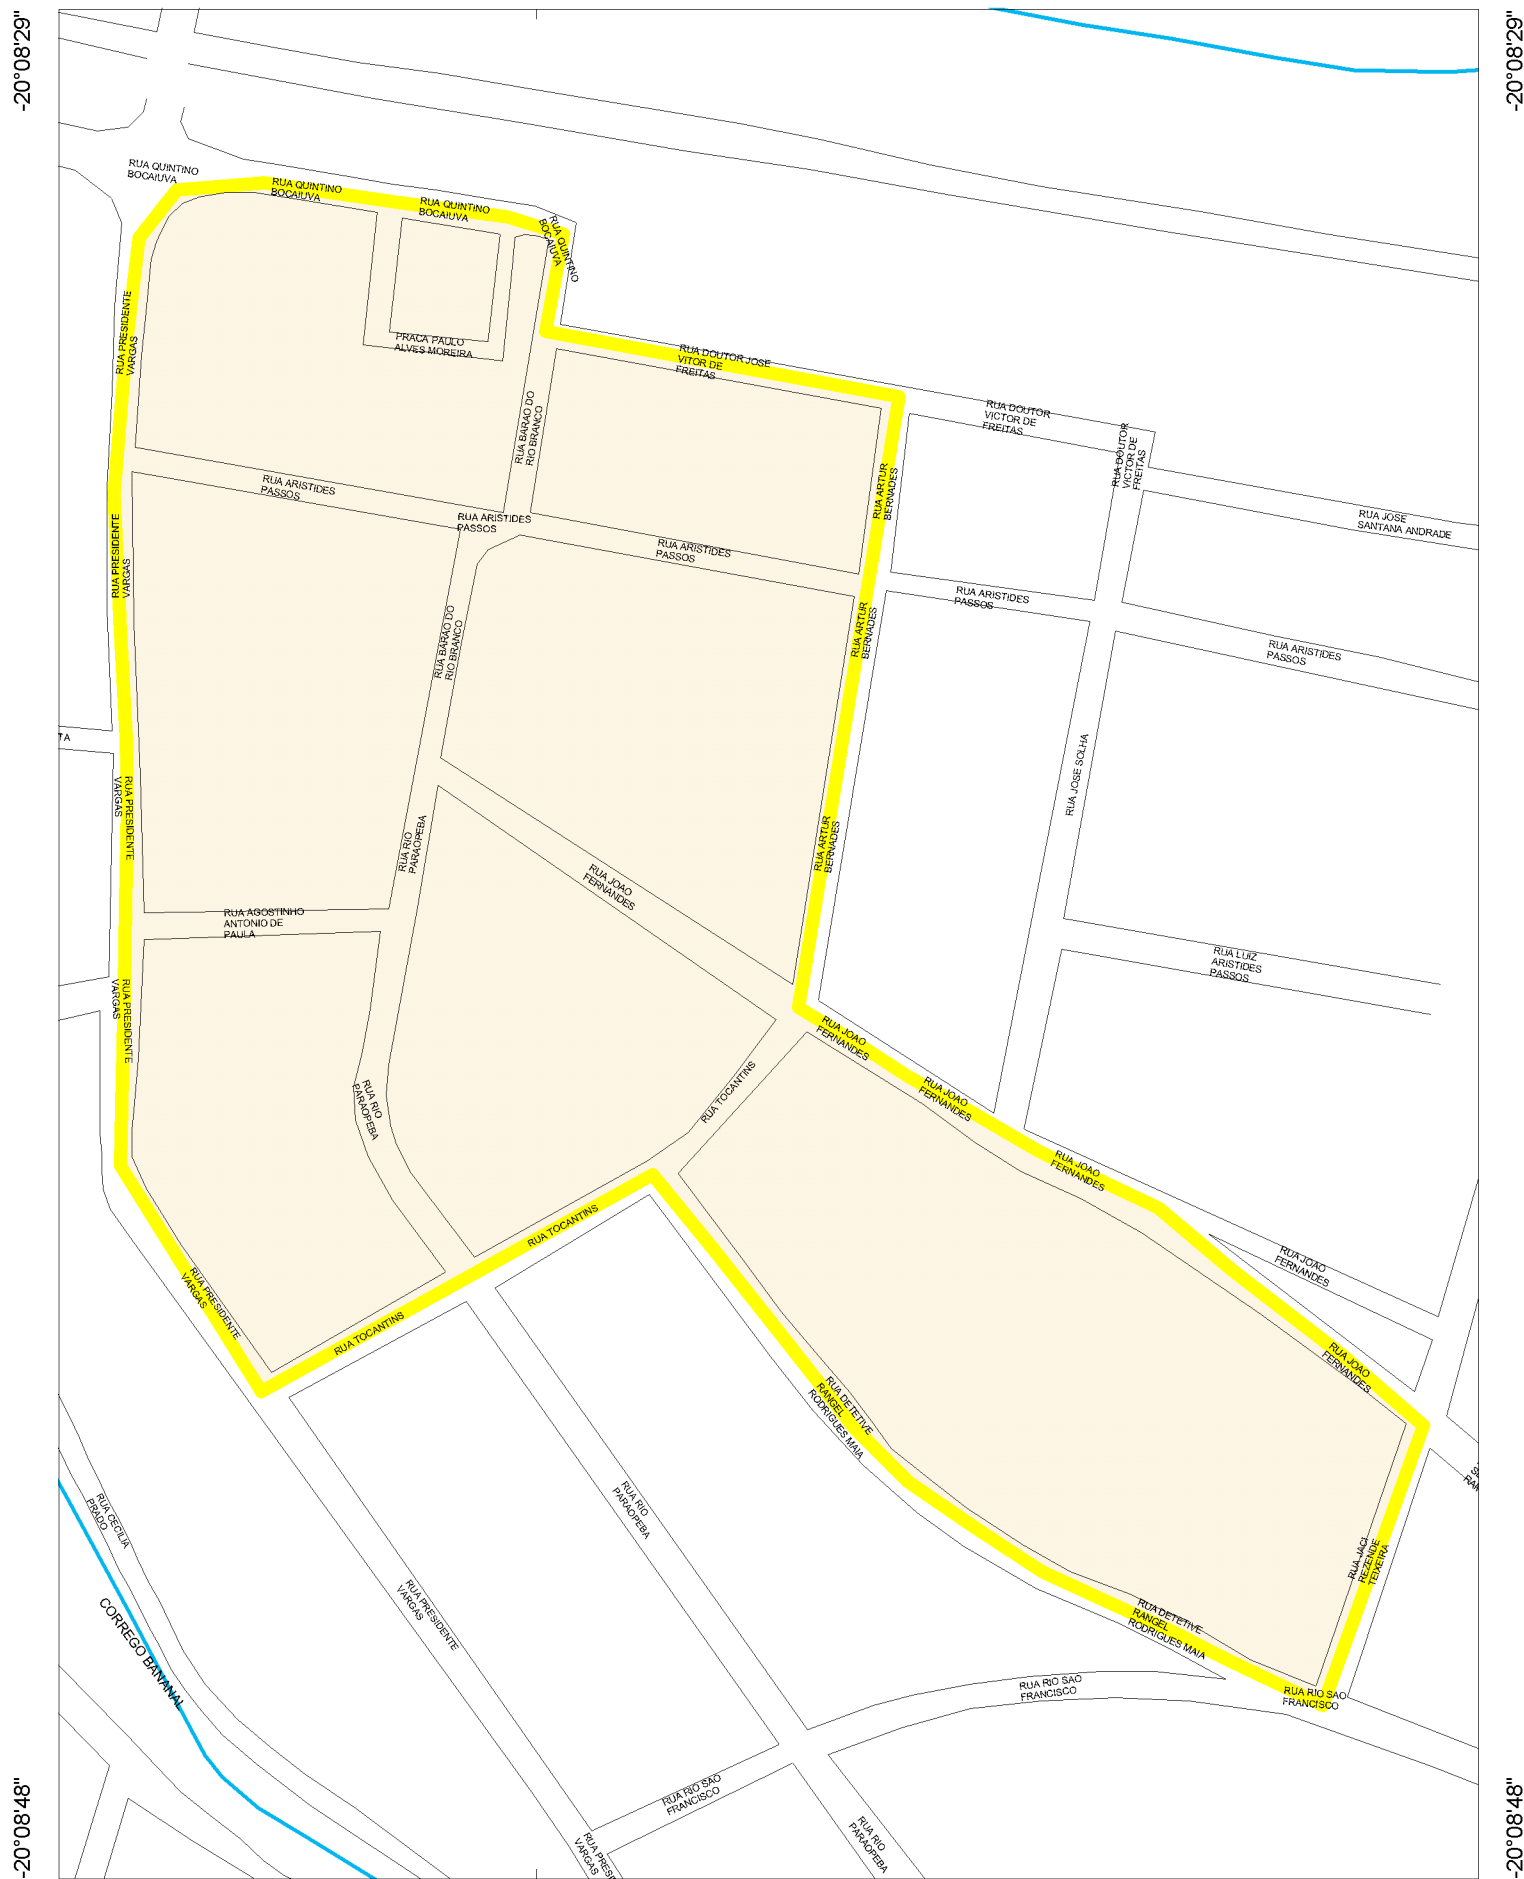 -20°08'29"
-20°08'29"
RUA QUINTINO
BOCAIUVA
RUA QUINTINO
BOCAIUVA
RUA QUINTINO
BOCAIUVA
RUA QUINTINO
BOCAIUVA
RUA PRESIDENTE
VARGAS
PRACA PAULO
ALVES MOREIRA
RUA DOUTOR JOSE
VITOR DE
FREITAS
RUA BARAO DO
RIO BRANCO
RUA DOUTOR
VICTOR DE
FREITAS
RUA DOUTOR
VICTOR DE
FREITAS
RUA ARTUR
BERNADES
RUA ARISTIDES
PASSOS
RUA ARISTIDES
PASSOS
RUA ARISTIDES
PASSOS
RUA JOSE
SANTANA ANDRADE
RUA PRESIDENTE
VARGAS
RUA ARISTIDES
PASSOS
RUA ARTUR
BERNADES
RUA BARAO DO
RIO BRANCO
RUA ARISTIDES
PASSOS
TA
RUA JOSE SOLHA
RUA PRESIDENTE
VARGAS
RUA RIO
PARAOPEBA
RUA ARTUR
BERNADES
RUA JOAO
FERNANDES
RUA AGOSTINHO
ANTONIO DE
PAULA
RUA LUIZ
ARISTIDES
PASSOS
RUA PRESIDENTE
VARGAS
RUA JOAO
FERNANDES
RUA RIO
PARAOPEBA
RUA TOCANTINS
RUA JOAO
FERNANDES
RUA JOAO
FERNANDES
RUA TOCANTINS
RUA JOAO
FERNANDES
RUA PRESIDENTE
VARGAS
RUA TOCANTINS
RUA JOAO
FERNANDES
RUA DETETIVE
RANGEL
RODRIGUES MAIA
RUA RIO
PARAOPEBA
RUA CECILIA
PRADO
RUA JACI
REZENDE
TEIXEIRA
RUA PRESIDENTE
VARGAS
CORREGO BANANAL
RUA DETETIVE
RANGEL
RODRIGUES MAIA
RUA RIO SAO
FRANCISCO
RUA RIO SAO
FRANCISCO
RUA RIO SAO
FRANCISCO
RUA RIO
PARAOPEBA
RUA PRESI
VARGAS
-20°08'48"
-20°08'48"